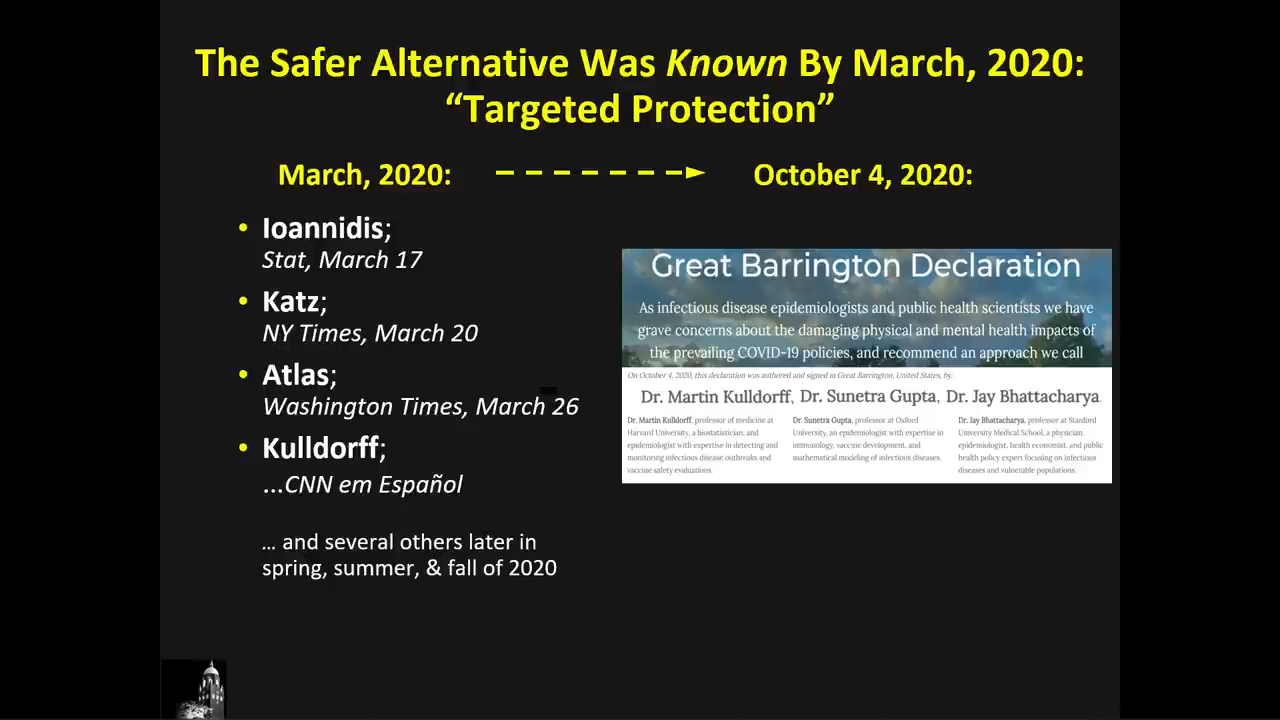 The Safer Alternative Was Known By March, 2020:
“Targeted Protection”
March, 2020:
October 4, 2020:
• Ioannidis;
Stat, March 17
• Katz;
NY Times, March 20
• Atlas;
Washington Times, March 26
• Kulldorff;
...CNN em Español
... and several others later in
spring, summer, & fall of 2020
Great Barrington Declaration
As infectious disease epidemiologists and public health scientists we have
grave concerns about the damaging physical and mental health impacts of
the prevailing COVID-19 policies, and recommend an approach we call
On October 4, 2020, this declaration was authored and signed in Great Barrington, United States, by:
Dr. Martin Kulldorff, Dr. Sunetra Gupta, Dr. Jay Bhattacharya
Dr. Martin Kulldorff, professor of medicine at
Harvard University, a biostatistician, and
epidemiologist with expertise in detecting and
monitoring infectious disease outbreaks and
vaccine safety evaluations.
Dr. Sunetra Gupta, professor at Oxford
University, an epidemiologist with expertise in
immunology, vaccine development, and
mathematical modeling of infectious diseases.
Dr. Jay Bhattacharya, professor at Stanford
University Medical School, a physician,
epidemiologist, health economist, and public
health policy expert focusing on infectious
diseases and vulnerable populations.